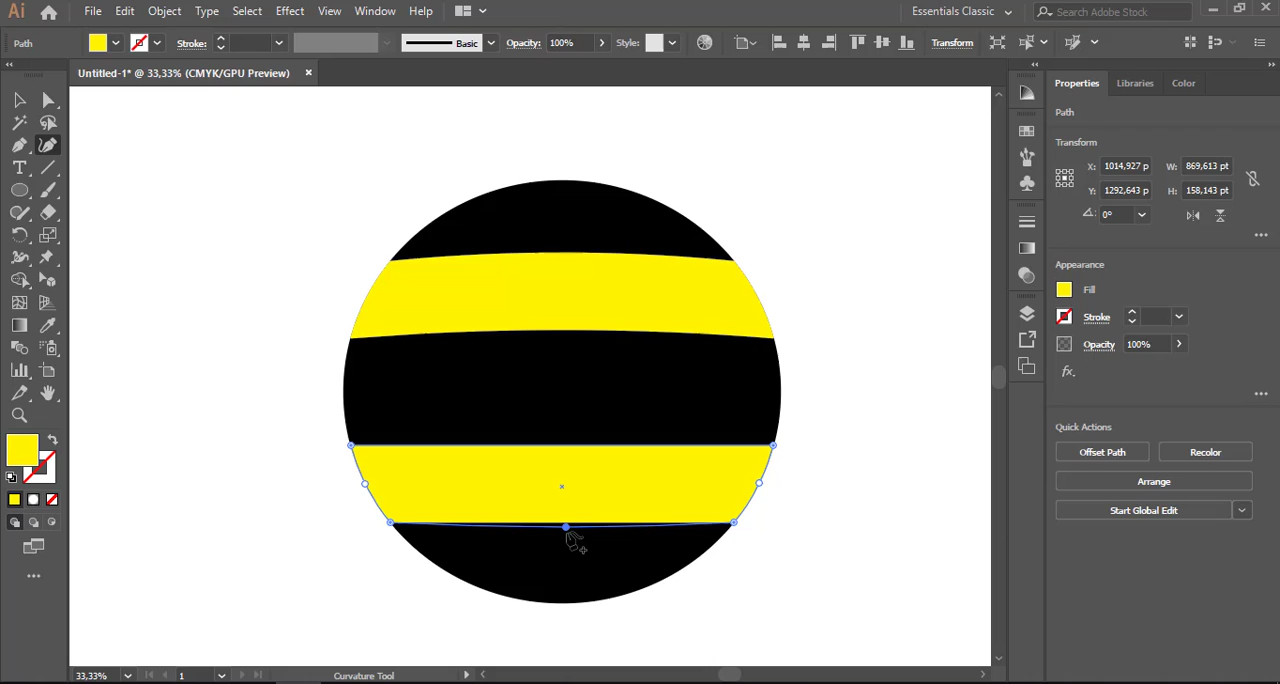 Ai File Edit Object Type Select Effect View Window Help Essentials Classic Search Adobe Stock
Path Stroke: Basic Opacity: 100% Style: Transform
Untitled-1* @ 33,33% (CMYK/GPU Preview)
Properties Libraries Color
Path
Transform
X: 1014,927 p W: 869,613 pt
Y: 1292,643 p H: 158,143 pt
0°
Appearance
Fill
Stroke
Opacity 100%
fx.
Quick Actions
Offset Path Recolor
Arrange
Start Global Edit
33,33% 1 Curvature Tool